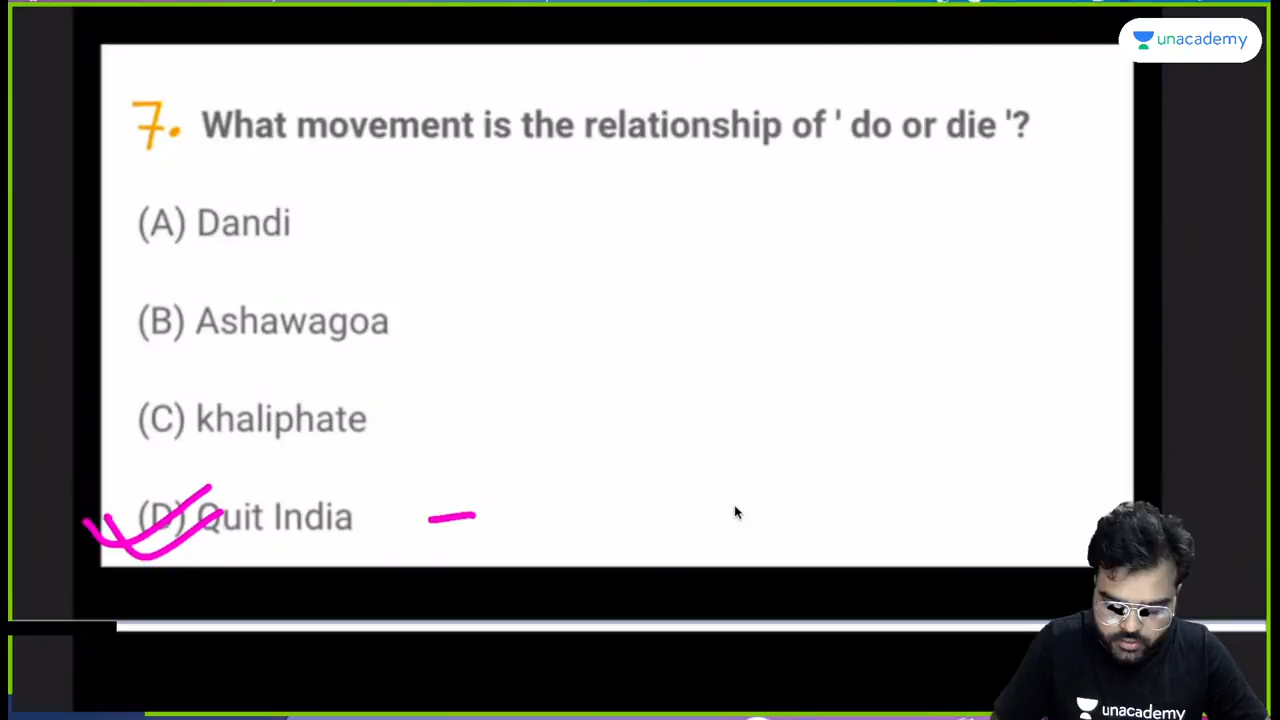 unacademy
7. What movement is the relationship of ' do or die '?
(A) Dandi
(B) Ashawagoa
(C) khaliphate
(D) Quit India
unacademy